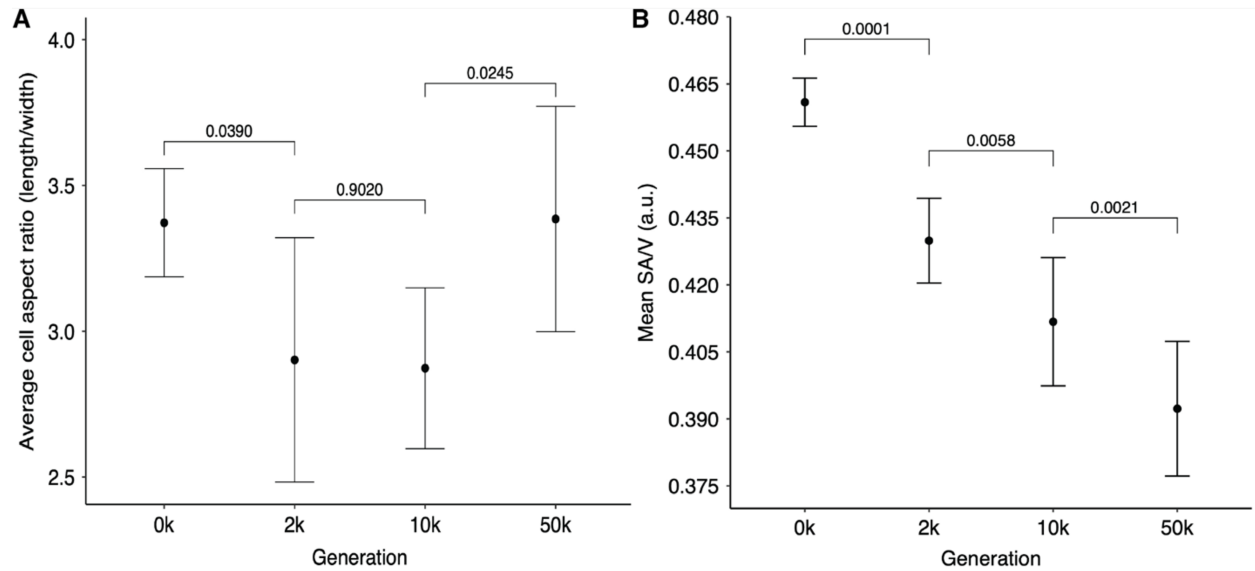 A
Average cell aspect ratio (length/width)
4.0
3.5
3.0
2.5
0.0390
0.9020
0.0245
0k 2k 10k 50k
Generation
B
Mean SA/V (a.u.)
0.480
0.465
0.450
0.435
0.420
0.405
0.390
0.375
0.0001
0.0058
0.0021
0k 2k 10k 50k
Generation